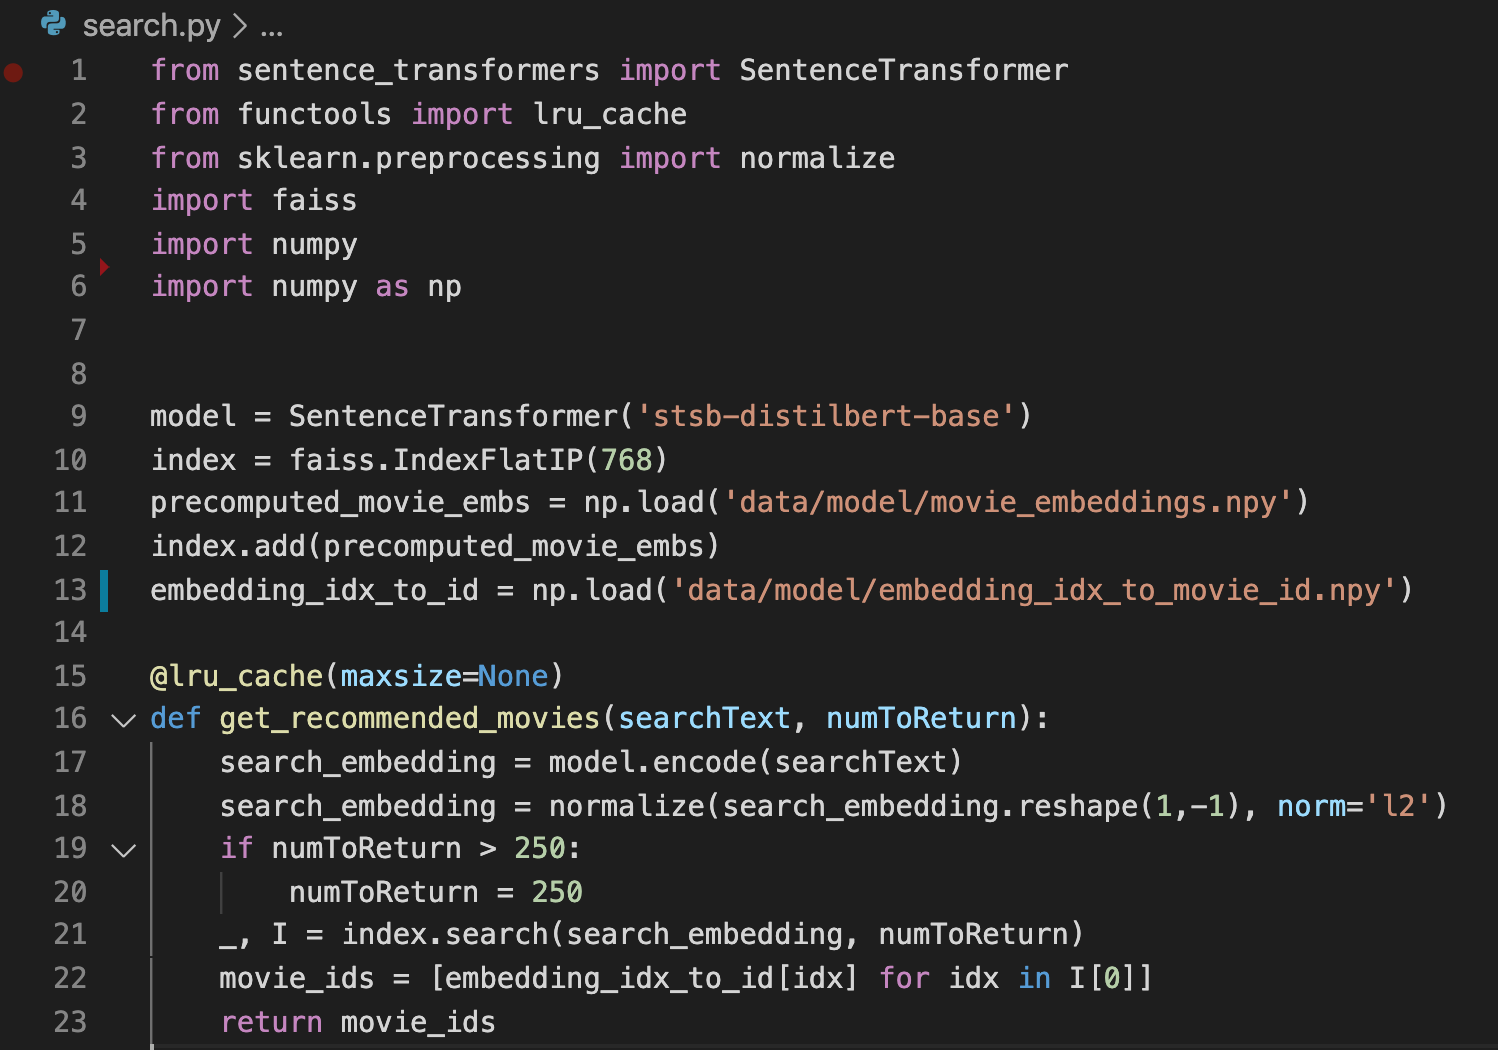 search.py > ...
1 from sentence_transformers import SentenceTransformer
2 from functools import lru_cache
3 from sklearn.preprocessing import normalize
4 import faiss
5 import numpy
6 import numpy as np
7
8
9 model = SentenceTransformer('stsb-distilbert-base')
10 index = faiss.IndexFlatIP(768)
11 precomputed_movie_embs = np.load('data/model/movie_embeddings.npy')
12 index.add(precomputed_movie_embs)
13 embedding_idx_to_id = np.load('data/model/embedding_idx_to_movie_id.npy')
14
15 @lru_cache(maxsize=None)
16 def get_recommended_movies(searchText, numToReturn):
17     search_embedding = model.encode(searchText)
18     search_embedding = normalize(search_embedding.reshape(1,-1), norm='l2')
19     if numToReturn > 250:
20         numToReturn = 250
21     _, I = index.search(search_embedding, numToReturn)
22     movie_ids = [embedding_idx_to_id[idx] for idx in I[0]]
23     return movie_ids